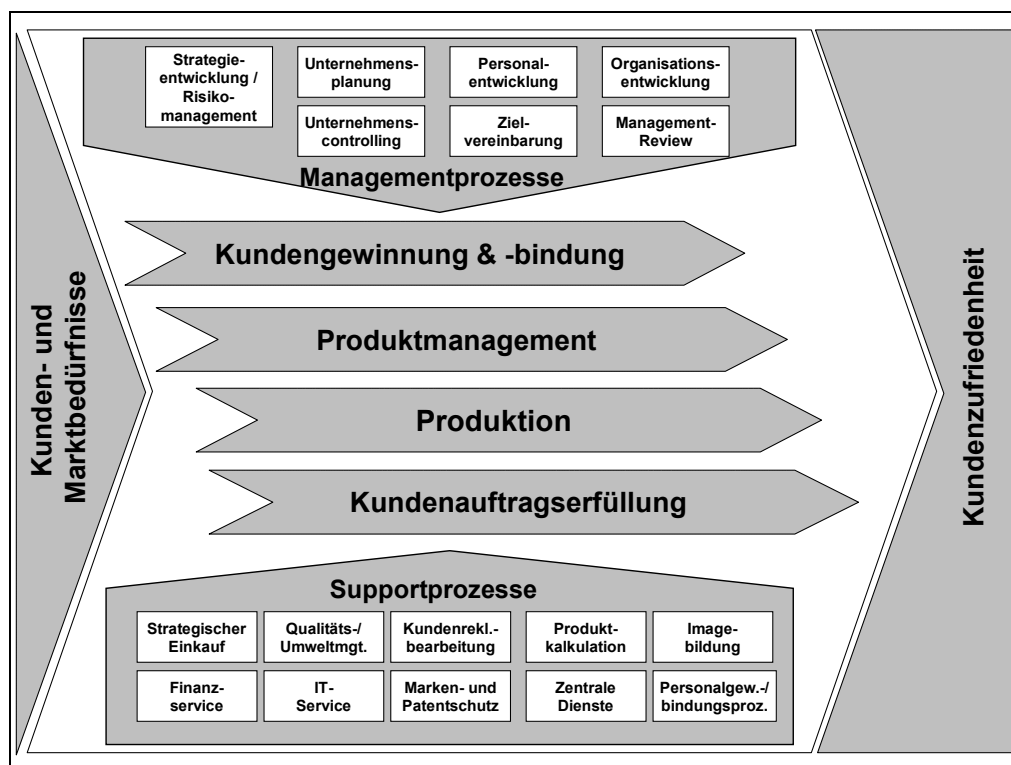 Kunden- und
Marktbedürfnisse
Strategie-
entwicklung /
Risiko-
management
Unternehmens-
planung
Personal-
entwicklung
Organisations-
entwicklung
Unternehmens-
controlling
Ziel-
vereinbarung
Management-
Review
Managementprozesse
Kundengewinnung & -bindung
Produktmanagement
Produktion
Kundenauftragserfüllung
Supportprozesse
Strategischer
Einkauf
Qualitäts-/
Umweltmgt.
Kundenrekl.-
bearbeitung
Produkt-
kalkulation
Image-
bildung
Finanz-
service
IT-
Service
Marken- und
Patentschutz
Zentrale
Dienste
Personalgew.-/
bindungsproz.
Kundenzufriedenheit